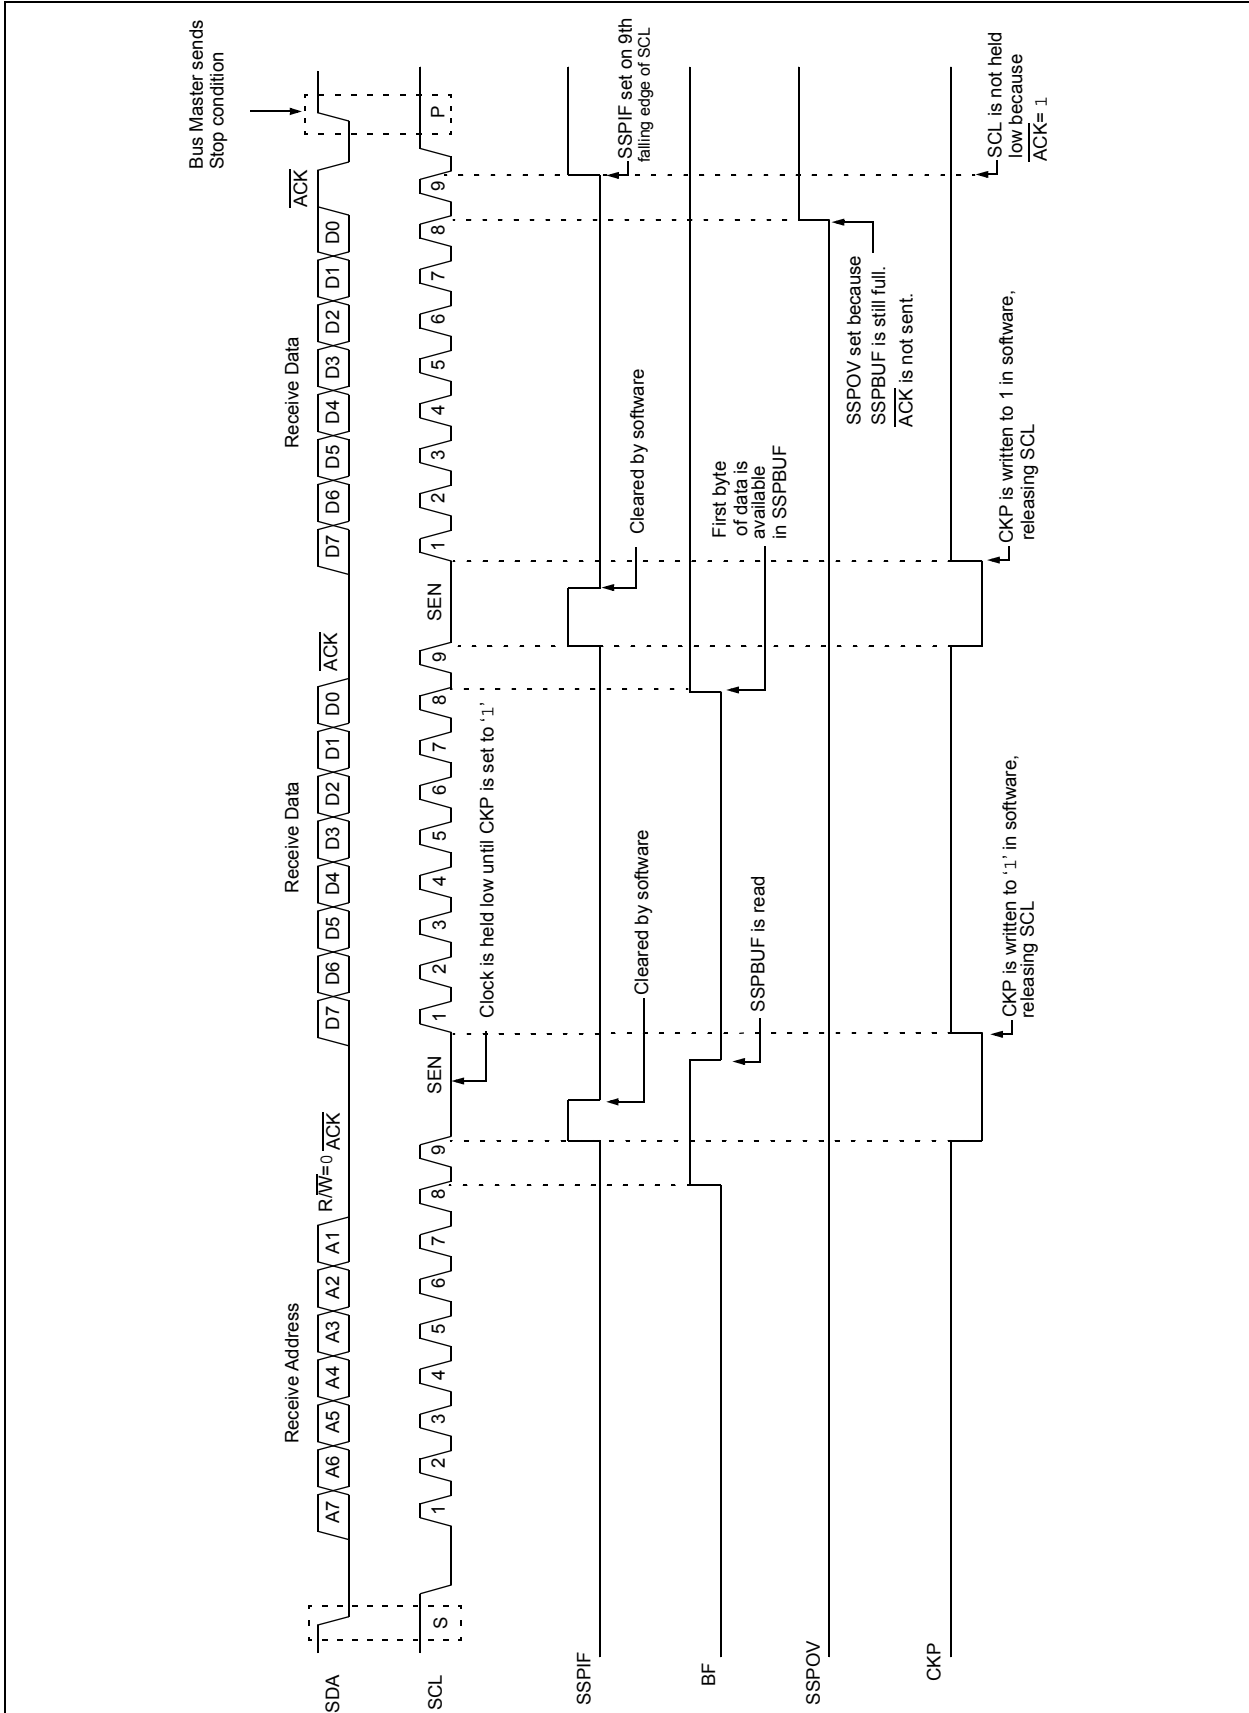 Bus Master sends
Stop condition
Receive Address
Receive Data
Receive Data
R/W=0
ACK
ACK
ACK
SDA
A7
A6
A5
A4
A3
A2
A1
D7
D6
D5
D4
D3
D2
D1
D0
D7
D6
D5
D4
D3
D2
D1
D0
SCL
S
1
2
3
4
5
6
7
8
9
SEN
1
2
3
4
5
6
7
8
9
SEN
1
2
3
4
5
6
7
8
9
P
Clock is held low until CKP is set to ‘1’
SSPIF
Cleared by software
Cleared by software
SSPIF set on 9th
falling edge of SCL
BF
SSPBUF is read
First byte
of data is
available
in SSPBUF
SSPOV
SSPOV set because
SSPBUF is still full.
ACK is not sent.
CKP
CKP is written to ‘1’ in software,
releasing SCL
CKP is written to 1 in software,
releasing SCL
SCL is not held
low because
ACK= 1